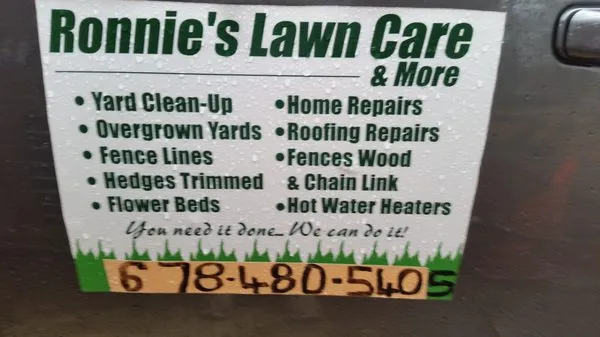 Ronnie's Lawn Care
& More
• Yard Clean-Up
• Overgrown Yards
• Fence Lines
• Hedges Trimmed
• Flower Beds
• Home Repairs
• Roofing Repairs
• Fences Wood
& Chain Link
• Hot Water Heaters
You need it done... We can do it!
678-480-5405